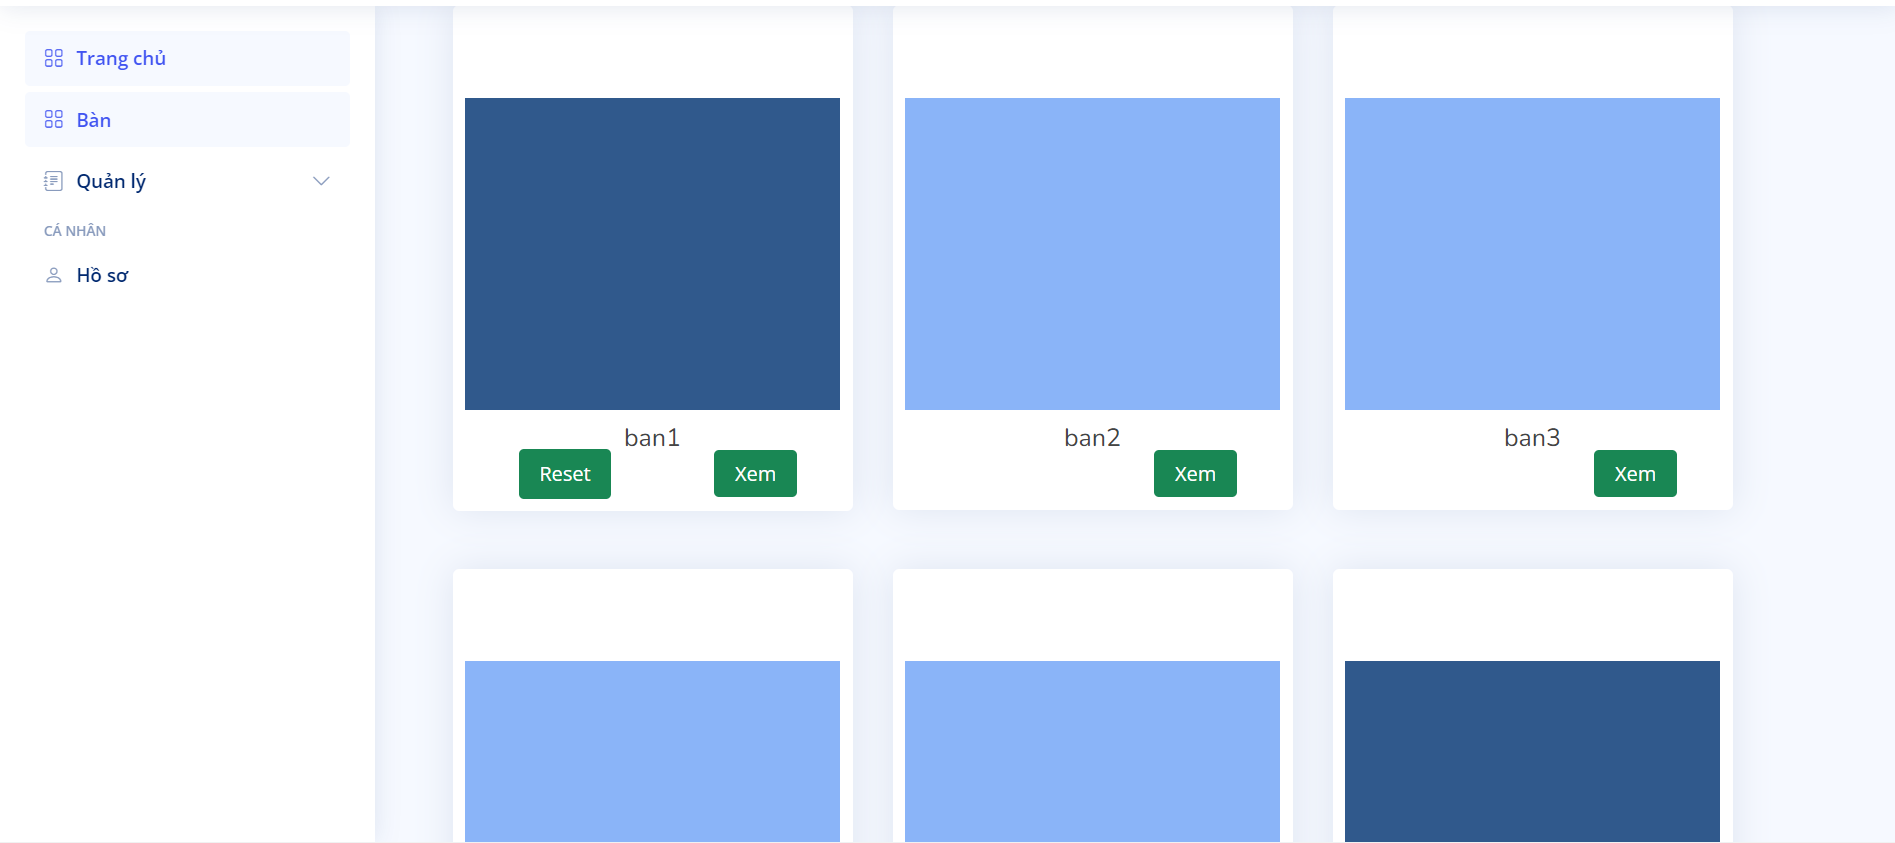 Trang chủ
Bàn
Quản lý
CÁ NHÂN
Hồ sơ
ban1
Reset
Xem
ban2
Xem
ban3
Xem